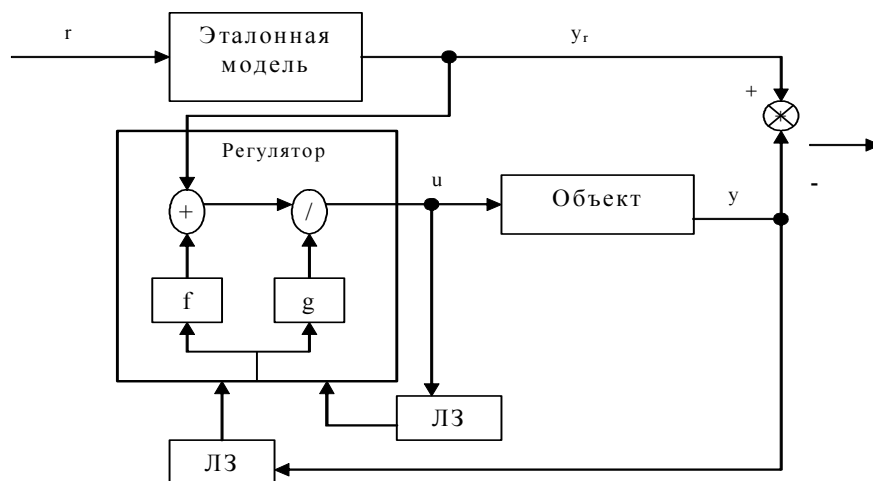 r
Эталонная
модель
yr
+
Регулятор
+
/
u
Объект
y
-
f
g
ЛЗ
ЛЗ